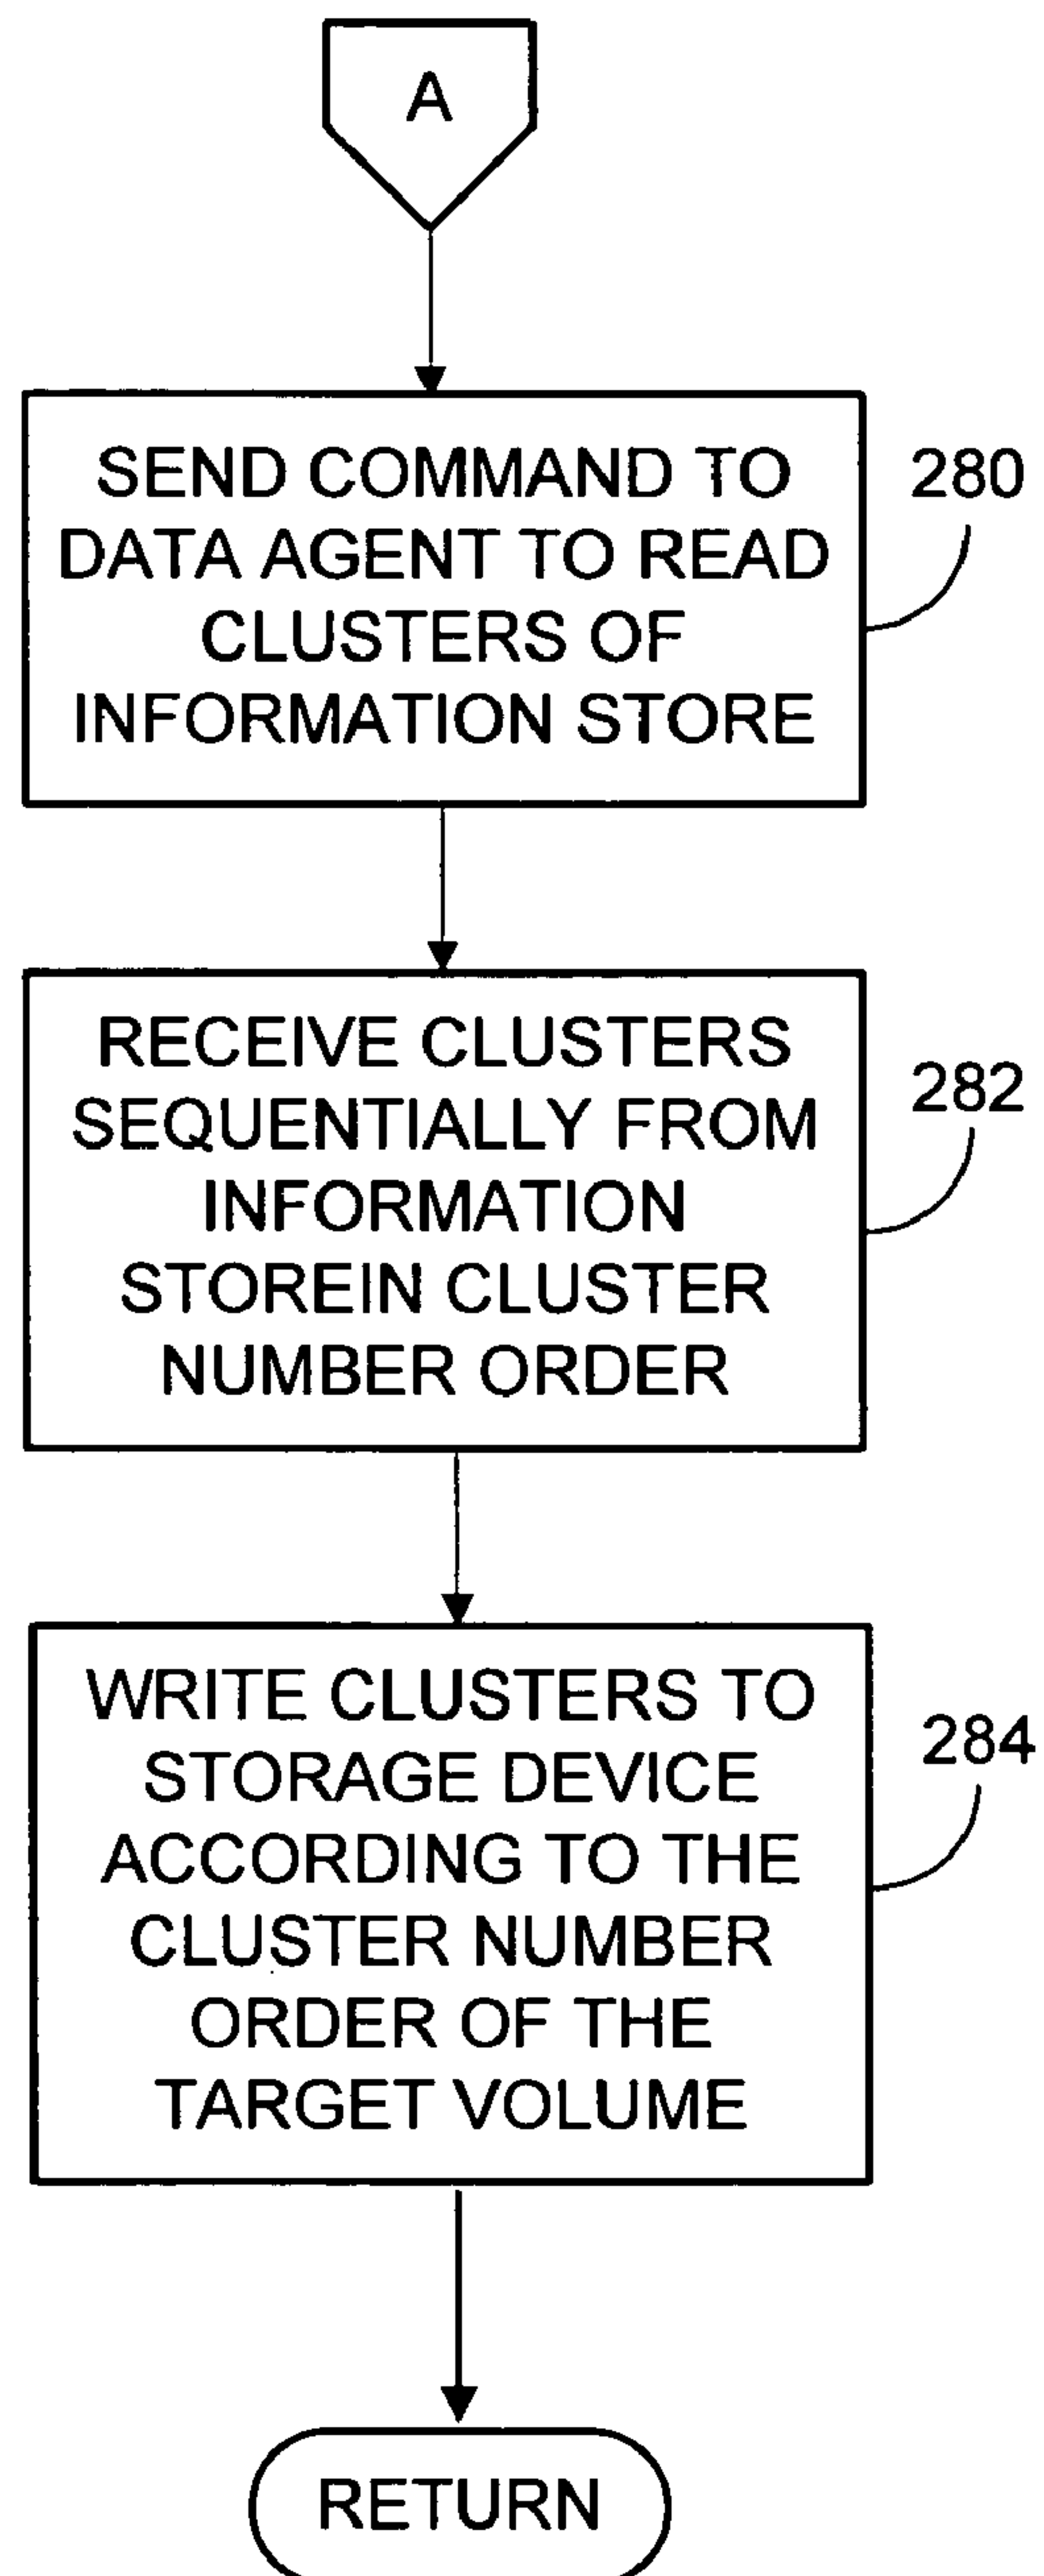 A
SEND COMMAND TO
DATA AGENT TO READ
CLUSTERS OF
INFORMATION STORE
280
RECEIVE CLUSTERS
SEQUENTIALLY FROM
INFORMATION
STOREIN CLUSTER
NUMBER ORDER
282
WRITE CLUSTERS TO
STORAGE DEVICE
ACCORDING TO THE
CLUSTER NUMBER
ORDER OF THE
TARGET VOLUME
284
RETURN